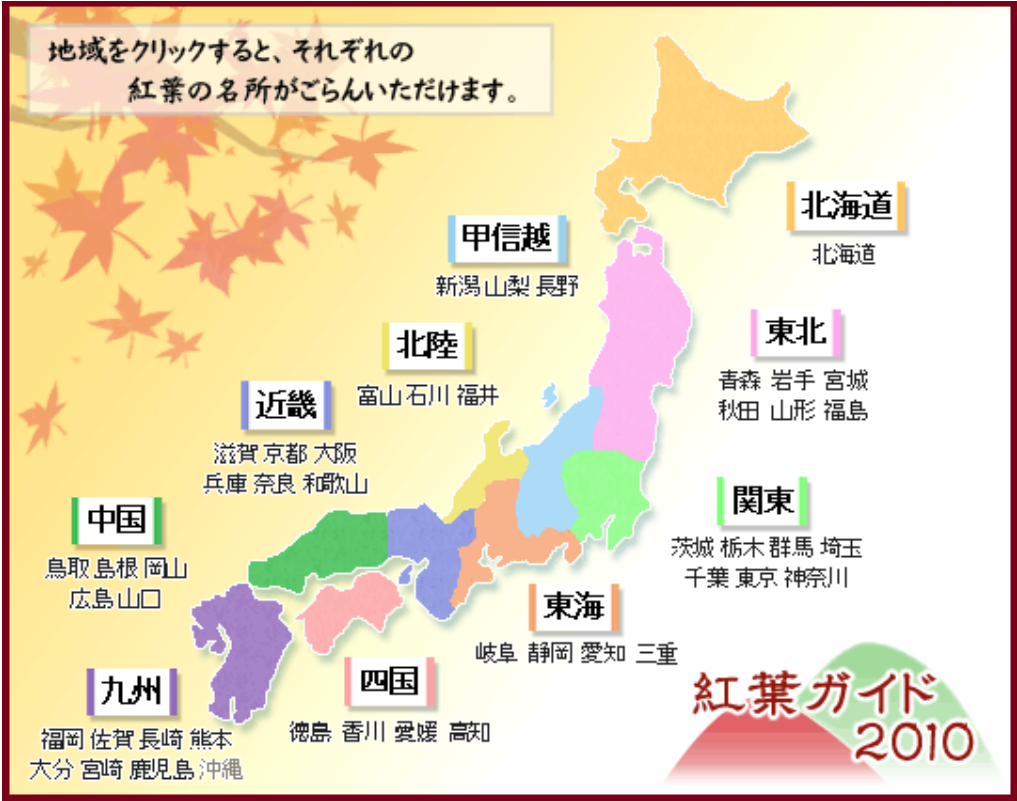 地域をクリックすると、それぞれの
紅葉の名所がごらんいただけます。
北海道
北海道
甲信越
新潟 山梨 長野
東北
青森 岩手 宮城
秋田 山形 福島
北陸
富山 石川 福井
近畿
滋賀 京都 大阪
兵庫 奈良 和歌山
関東
茨城 栃木 群馬 埼玉
千葉 東京 神奈川
中国
鳥取 島根 岡山
広島 山口
東海
岐阜 静岡 愛知 三重
四国
徳島 香川 愛媛 高知
九州
福岡 佐賀 長崎 熊本
大分 宮崎 鹿児島 沖縄
紅葉ガイド
2010